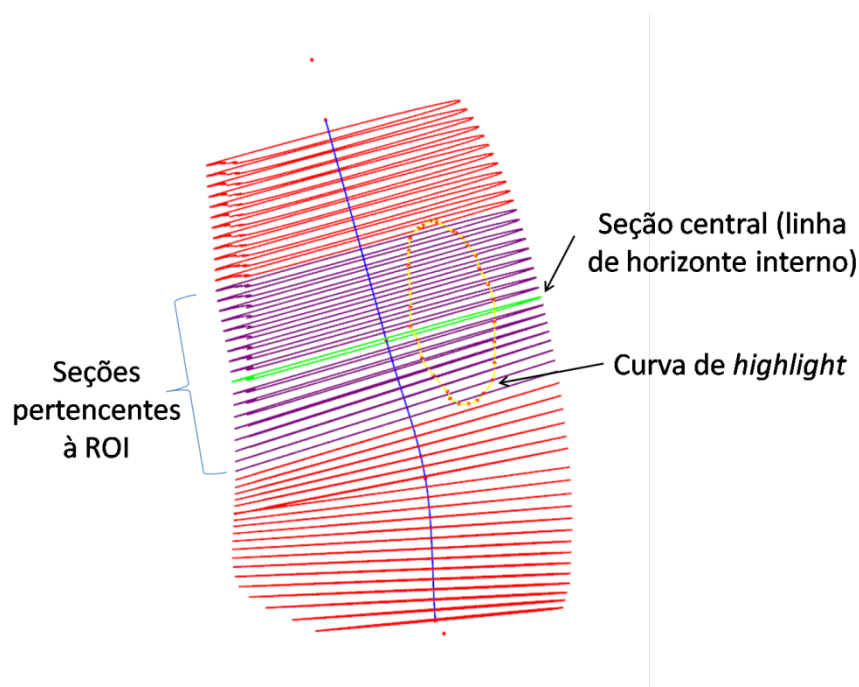 Seção central (linha
de horizonte interno)
Curva de highlight
Seções
pertencentes
à ROI